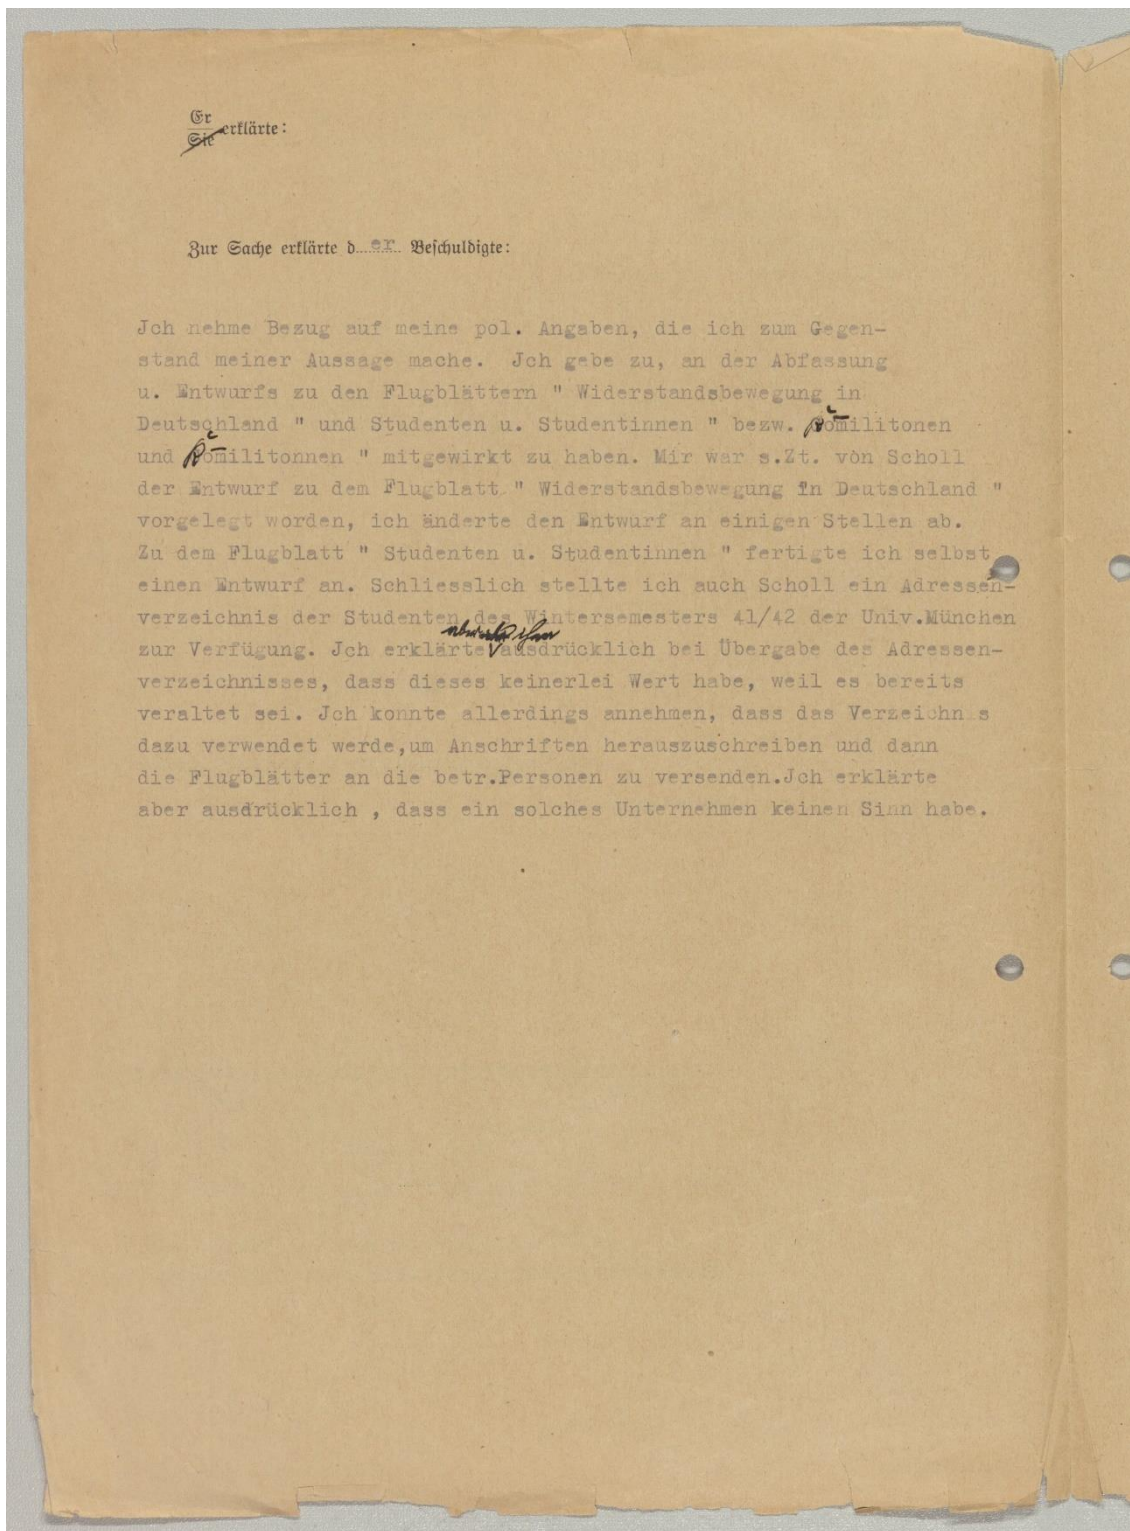 Er
Sie erklärte:
Zur Sache erklärte d er Beschuldigte:
Jch nehme Bezug auf meine pol. Angaben, die ich zum Gegen-
stand meiner Aussage mache. Jch gebe zu, an der Abfassung
u. Entwurfs zu den Flugblättern " Widerstandsbewegung in
Deutschland " und Studenten u. Studentinnen " bezw. Komilitonen
und Komilitonnen " mitgewirkt zu haben. Mir war s.Zt. von Scholl
der Entwurf zu dem Flugblatt " Widerstandsbewegung in Deutschland "
vorgelegt worden, ich änderte den Entwurf an einigen Stellen ab.
Zu dem Flugblatt " Studenten u. Studentinnen " fertigte ich selbst
einen Entwurf an. Schliesslich stellte ich auch Scholl ein Adressen-
verzeichnis der Studenten des Wintersemesters 41/42 der Univ.München
ihm
zur Verfügung. Jch erklärte ausdrücklich bei Übergabe des Adressen-
verzeichnisses, dass dieses keinerlei Wert habe, weil es bereits
veraltet sei. Jch konnte allerdings annehmen, dass das Verzeichnis
dazu verwendet werde,um Anschriften herauszuschreiben und dann
die Flugblätter an die betr.Personen zu versenden.Jch erklärte
aber ausdrücklich , dass ein solches Unternehmen keinen Sinn habe.